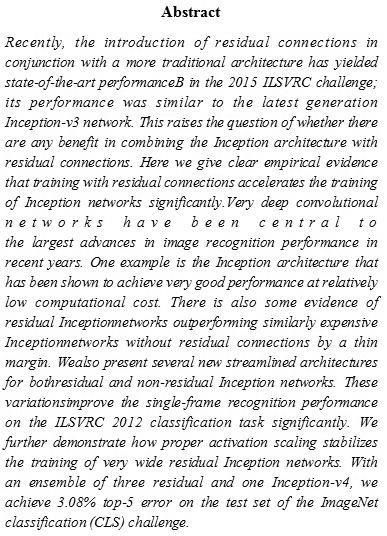 Abstract
Recently, the introduction of residual connections in
conjunction with a more traditional architecture has yielded
state-of-the-art performanceB in the 2015 ILSVRC challenge;
its performance was similar to the latest generation
Inception-v3 network. This raises the question of whether there
are any benefit in combining the Inception architecture with
residual connections. Here we give clear empirical evidence
that training with residual connections accelerates the training
of Inception networks significantly.Very deep convolutional
n e t w o r k s h a v e b e e n c e n t r a l t o
the largest advances in image recognition performance in
recent years. One example is the Inception architecture that
has been shown to achieve very good performance at relatively
low computational cost. There is also some evidence of
residual Inceptionnetworks outperforming similarly expensive
Inceptionnetworks without residual connections by a thin
margin. Wealso present several new streamlined architectures
for bothresidual and non-residual Inception networks. These
variationsimprove the single-frame recognition performance
on the ILSVRC 2012 classification task significantly. We
further demonstrate how proper activation scaling stabilizes
the training of very wide residual Inception networks. With
an ensemble of three residual and one Inception-v4, we
achieve 3.08% top-5 error on the test set of the ImageNet
classification (CLS) challenge.